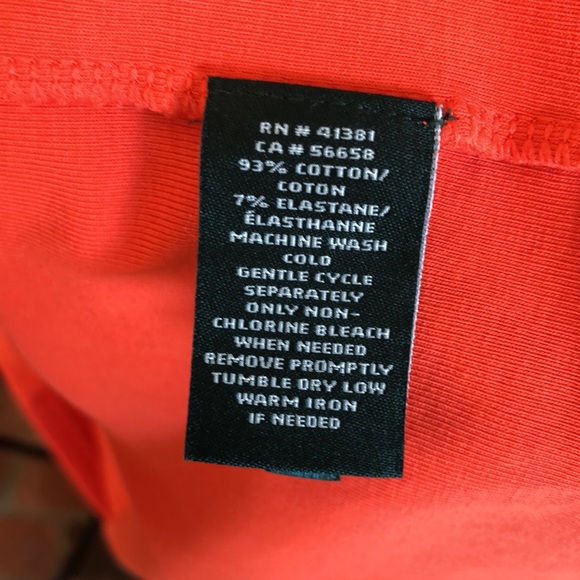 RN # 41381
CA # 56658
93% COTTON/
COTON
7% ELASTANE/
ÉLASTHANNE
MACHINE WASH
COLD
GENTLE CYCLE
SEPARATELY
ONLY NON-
CHLORINE BLEACH
WHEN NEEDED
REMOVE PROMPTLY
TUMBLE DRY LOW
WARM IRON
IF NEEDED